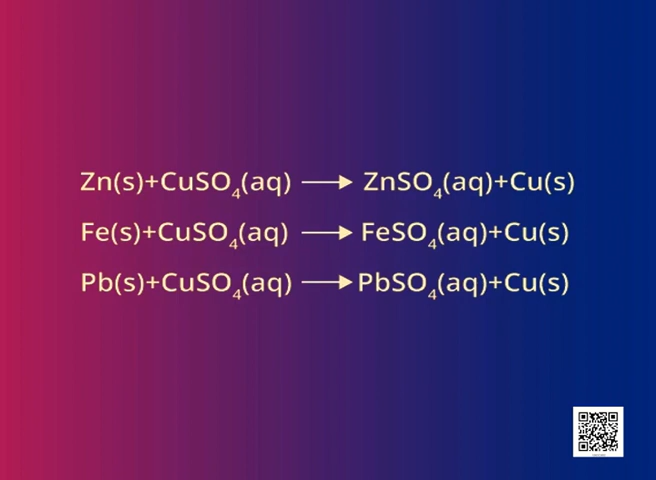 Zn(s)+CuSO₄(aq) ⟶ ZnSO₄(aq)+Cu(s)
Fe(s)+CuSO₄(aq) ⟶ FeSO₄(aq)+Cu(s)
Pb(s)+CuSO₄(aq) ⟶ PbSO₄(aq)+Cu(s)